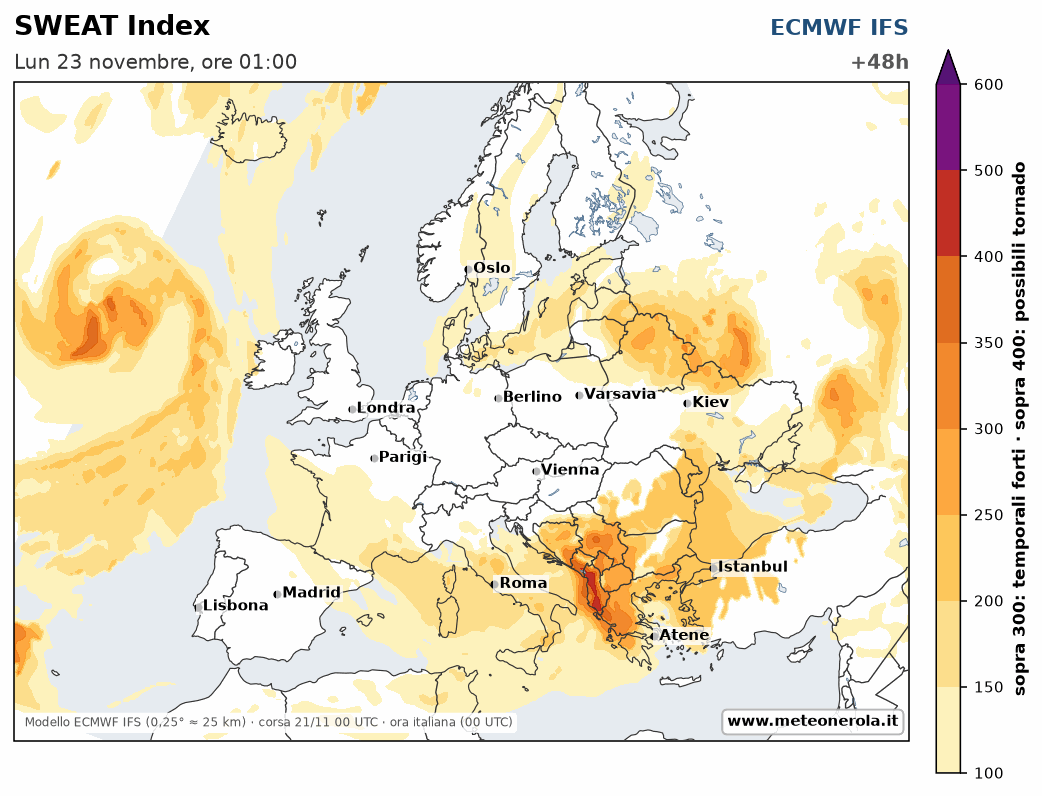 SWEAT Index
ECMWF IFS
Lun 23 novembre, ore 01:00
+48h
600
500
400
350
300
250
200
150
100
sopra 300: temporali forti · sopra 400: possibili tornado
Oslo
Londra
Berlino
Varsavia
Kiev
Parigi
Vienna
Istanbul
Roma
Madrid
Lisbona
Atene
Modello ECMWF IFS (0,25° ≈ 25 km) · corsa 21/11 00 UTC · ora italiana (00 UTC)
www.meteonerola.it